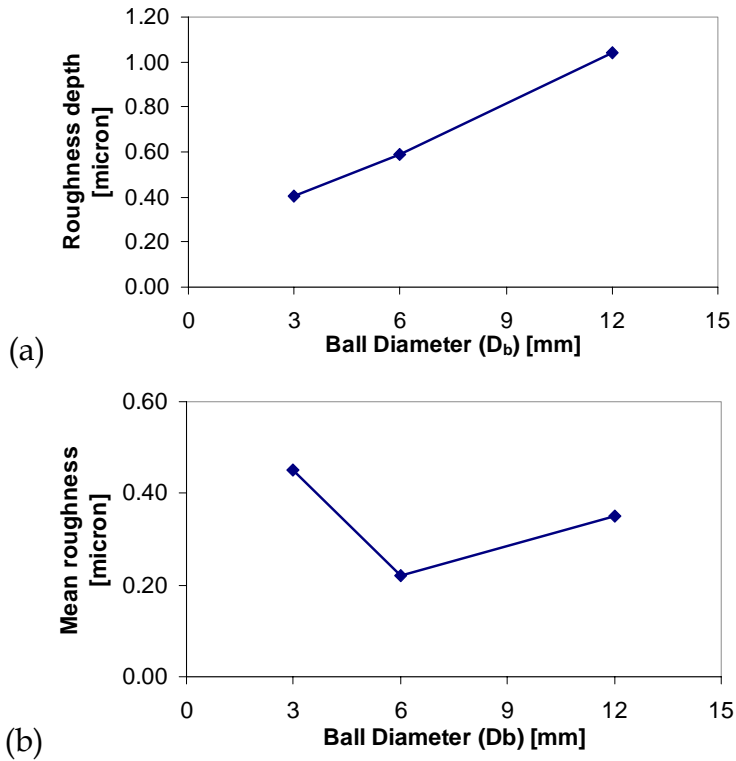 1.20
1.00
0.80
0.60
0.40
0.20
0.00
Roughness depth
[micron]
0 3 6 9 12 15
Ball Diameter (D_b) [mm]
(a)
0.60
0.40
0.20
0.00
Mean roughness
[micron]
0 3 6 9 12 15
Ball Diameter (Db) [mm]
(b)